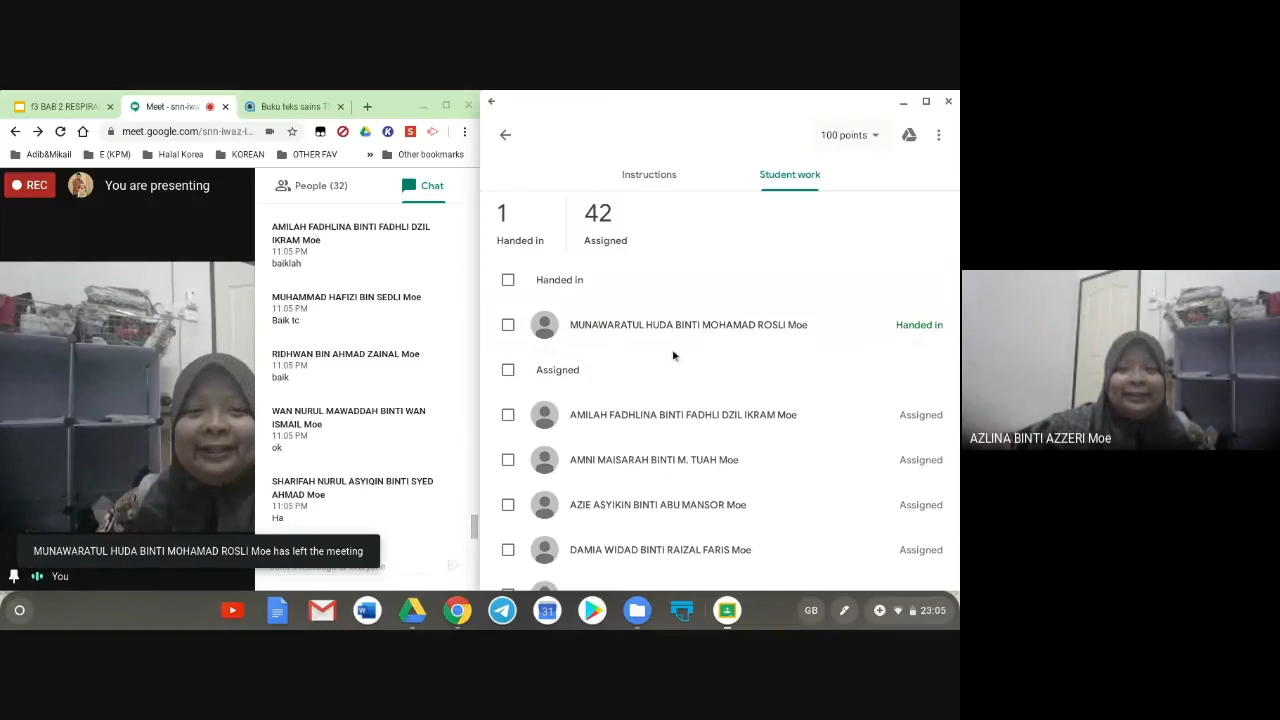 f3 BAB 2 RESPIRA
Meet - snn-iwa
Buku teks sains T
meet.google.com/snn-iwaz-i...
Adib&Mikail
E (KPM)
Halal Korea
KOREAN
OTHER FAV
»
Other bookmarks
REC
You are presenting
People (32)
Chat
AMILAH FADHLINA BINTI FADHLI DZIL
IKRAM Moe
11:05 PM
baiklah
MUHAMMAD HAFIZI BIN SEDLI Moe
11:05 PM
Baik tc
RIDHWAN BIN AHMAD ZAINAL Moe
11:05 PM
baik
WAN NURUL MAWADDAH BINTI WAN
ISMAIL Moe
11:05 PM
ok
SHARIFAH NURUL ASYIQIN BINTI SYED
AHMAD Moe
11:05 PM
Ha
MUNAWARATUL HUDA BINTI MOHAMAD ROSLI Moe has left the meeting
You
100 points
Instructions
Student work
1
42
Handed in
Assigned
Handed in
MUNAWARATUL HUDA BINTI MOHAMAD ROSLI Moe
Handed in
Assigned
AMILAH FADHLINA BINTI FADHLI DZIL IKRAM Moe
Assigned
AMNI MAISARAH BINTI M. TUAH Moe
Assigned
AZIE ASYIKIN BINTI ABU MANSOR Moe
Assigned
DAMIA WIDAD BINTI RAIZAL FARIS Moe
Assigned
31
GB
23:05
AZLINA BINTI AZZERI Moe